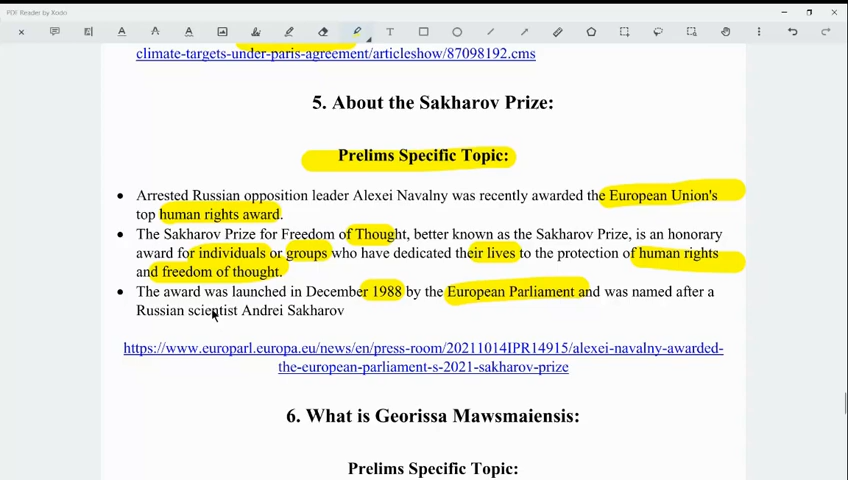 PDF Reader by Xodo
climate-targets-under-paris-agreement/articleshow/87098192.cms
5. About the Sakharov Prize:
Prelims Specific Topic:
• Arrested Russian opposition leader Alexei Navalny was recently awarded the European Union's
top human rights award.
• The Sakharov Prize for Freedom of Thought, better known as the Sakharov Prize, is an honorary
award for individuals or groups who have dedicated their lives to the protection of human rights
and freedom of thought.
• The award was launched in December 1988 by the European Parliament and was named after a
Russian scientist Andrei Sakharov
https://www.europarl.europa.eu/news/en/press-room/20211014IPR14915/alexei-navalny-awarded-
the-european-parliament-s-2021-sakharov-prize
6. What is Georissa Mawsmaiensis:
Prelims Specific Topic: